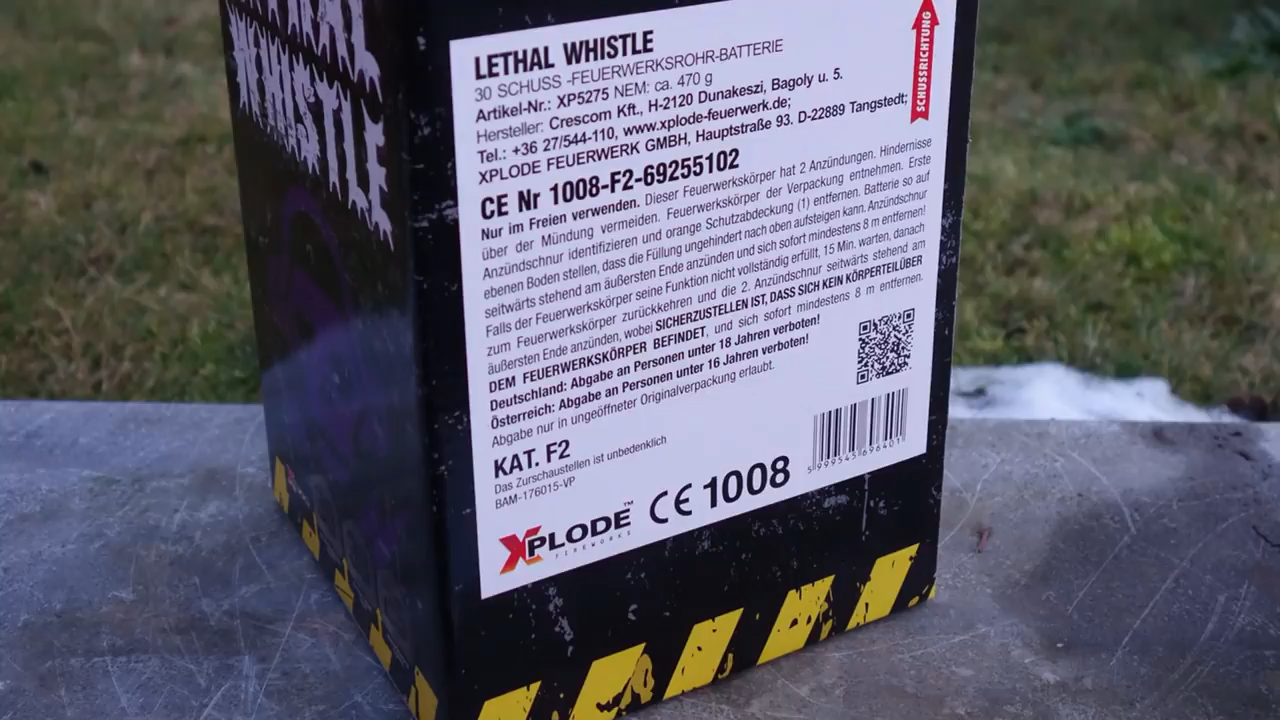 WHISTLE
LETHAL WHISTLE
30 SCHUSS -FEUERWERKSROHR-BATTERIE
Artikel-Nr.: XP5275 NEM: ca. 470 g
Hersteller: Crescom Kft., H-2120 Dunakeszi, Bagoly u. 5.
Tel.: +36 27/544-110, www.xplode-feuerwerk.de;
XPLODE FEUERWERK GMBH, Hauptstraße 93. D-22889 Tangstedt;
CE Nr 1008-F2-69255102
Nur im Freien verwenden. Dieser Feuerwerkskörper hat 2 Anzündungen. Hindernisse
über der Mündung vermeiden. Feuerwerkskörper der Verpackung entnehmen. Erste
Anzündschnur identifizieren und orange Schutzabdeckung (1) entfernen. Batterie so auf
ebenen Boden stellen, dass die Füllung ungehindert nach oben aufsteigen kann. Anzündschnur
seitwärts stehend am äußersten Ende anzünden und sich sofort mindestens 8 m entfernen!
Falls der Feuerwerkskörper seine Funktion nicht vollständig erfüllt, 15 Min. warten, danach
zum Feuerwerkskörper zurückkehren und die 2. Anzündschnur seitwärts stehend am
äußersten Ende anzünden, wobei SICHERZUSTELLEN IST, DASS SICH KEIN KÖRPERTEIL ÜBER
DEM FEUERWERKSKÖRPER BEFINDET, und sich sofort mindestens 8 m entfernen.
Deutschland: Abgabe an Personen unter 18 Jahren verboten!
Österreich: Abgabe an Personen unter 16 Jahren verboten!
Abgabe nur in ungeöffneter Originalverpackung erlaubt.
KAT. F2
Das Zurschaustellen ist unbedenklich
BAM-176015-VP
XPLODE™
FIREWORKS
CE 1008
5 999545 696401
SCHUSSRICHTUNG